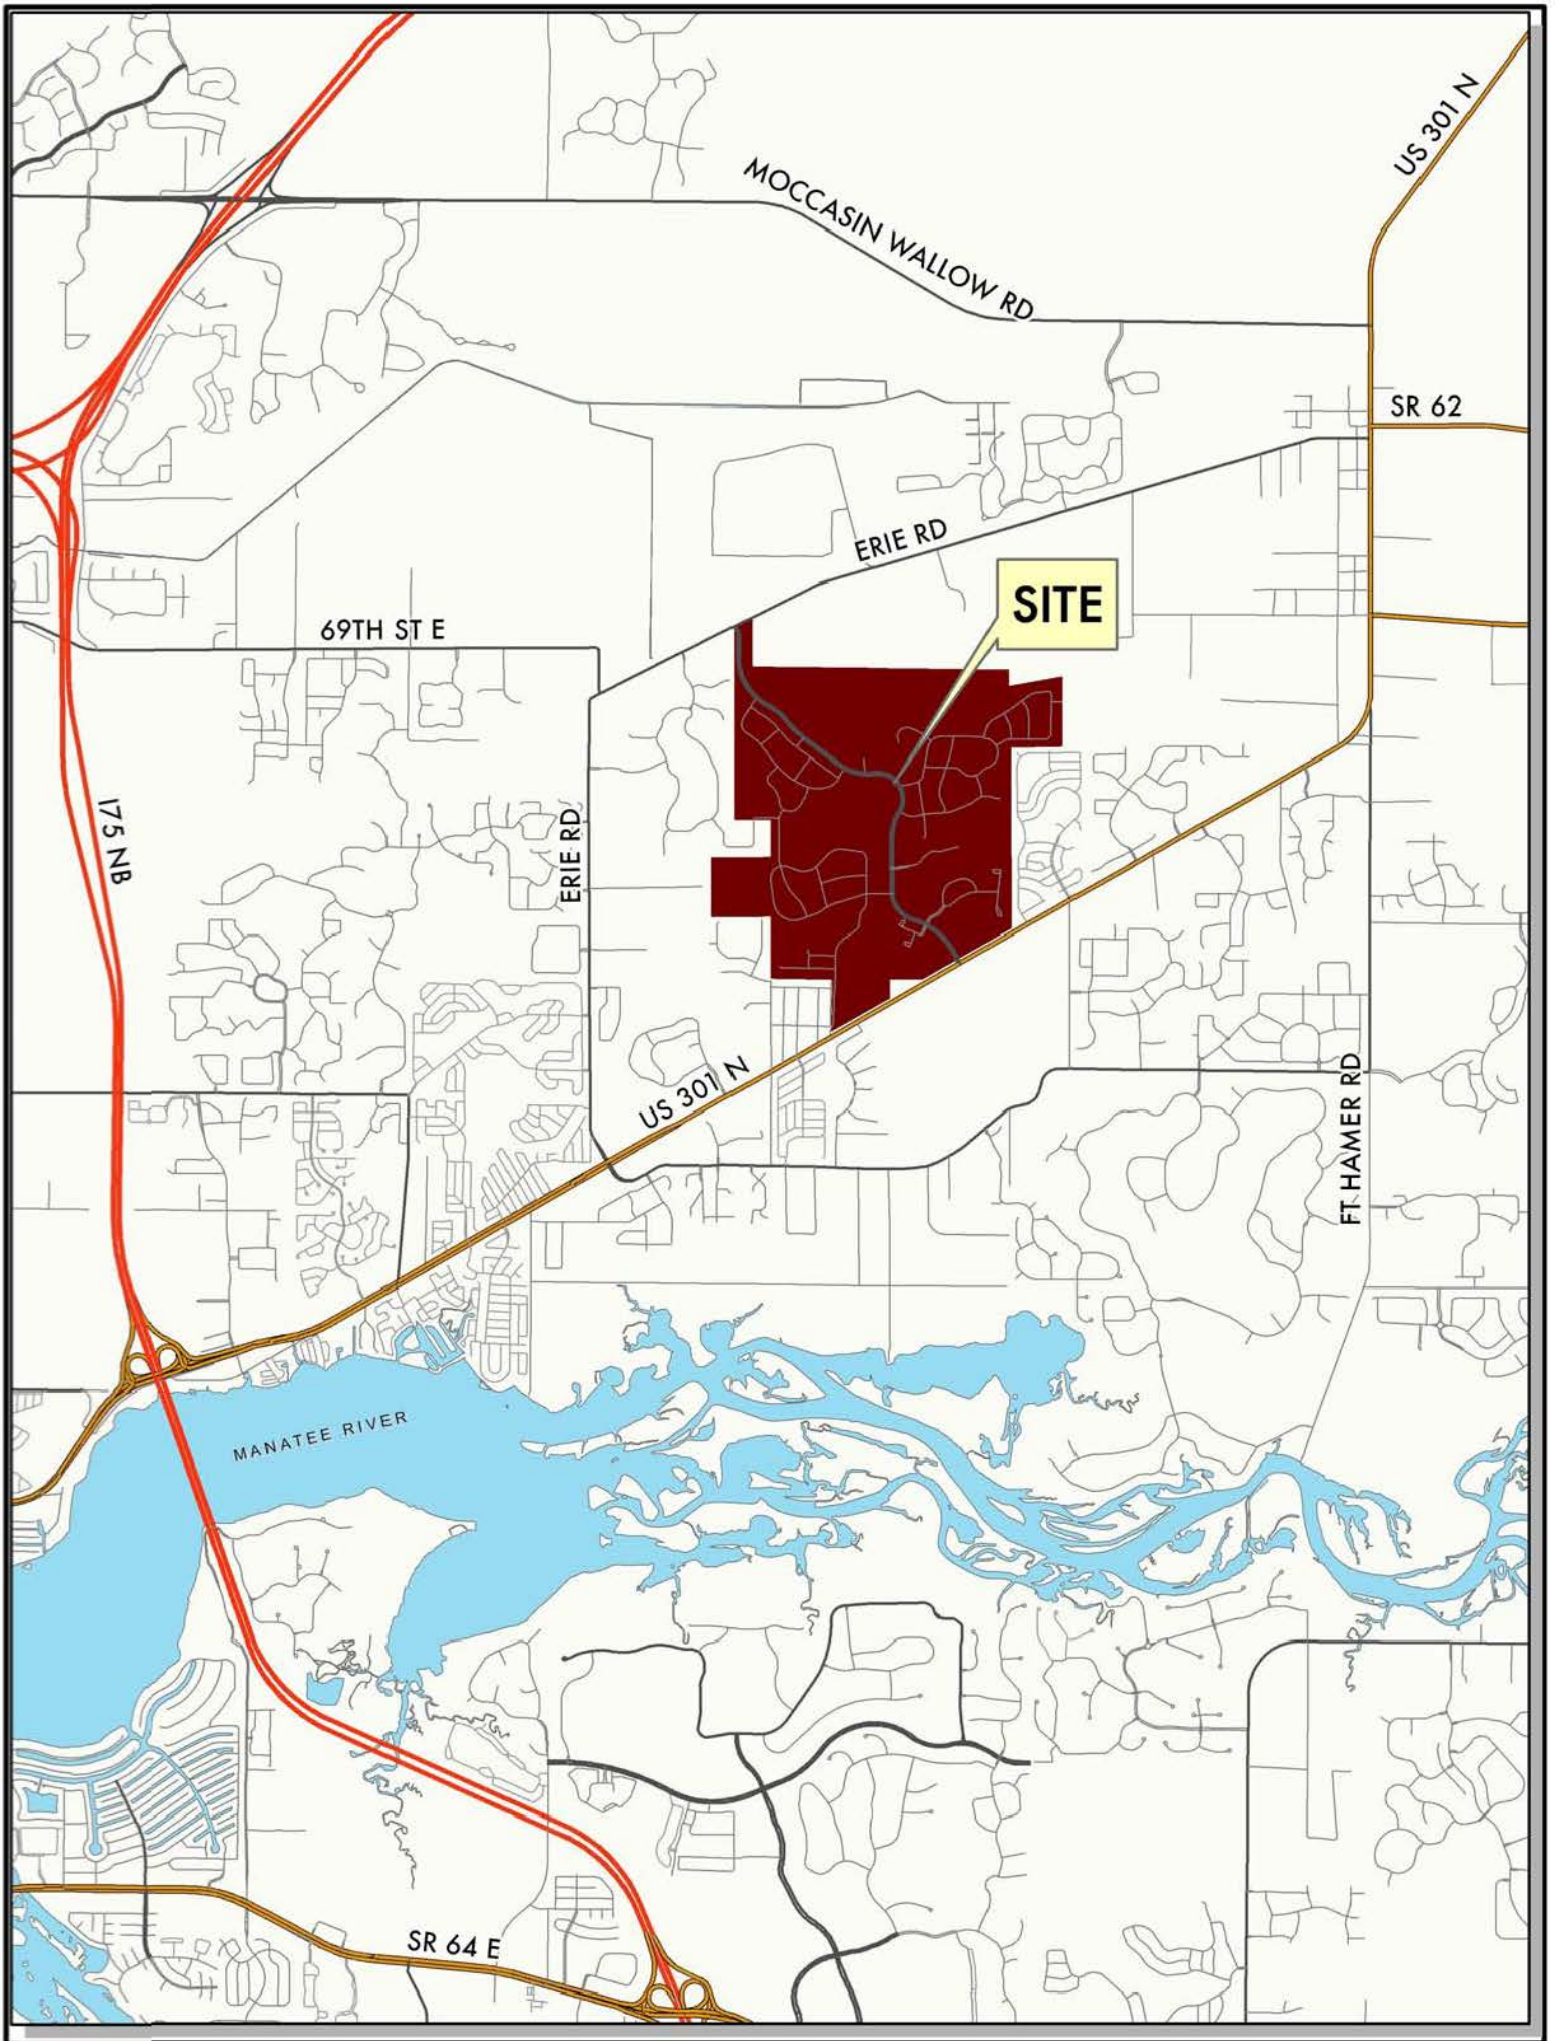 US 301 N
MOCCASIN WALLOW RD
SR 62
ERIE RD
SITE
69TH ST E
I75 NB
ERIE RD
US 301 N
FT HAMER RD
MANATEE RIVER
SR 64 E